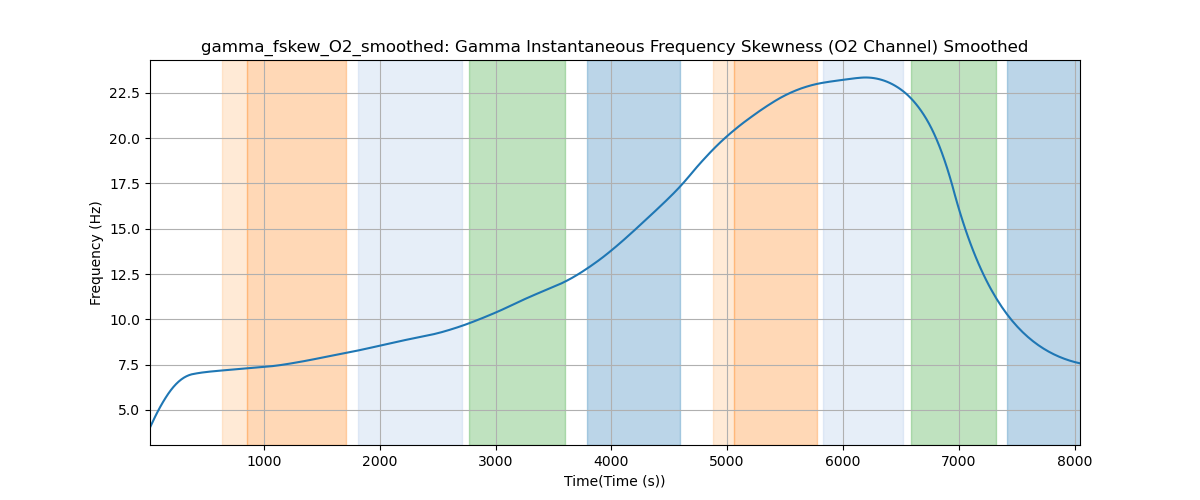 gamma_fskew_O2_smoothed: Gamma Instantaneous Frequency Skewness (O2 Channel) Smoothed
22.5
20.0
17.5
15.0
12.5
10.0
7.5
5.0
Frequency (Hz)
1000 2000 3000 4000 5000 6000 7000 8000
Time(Time (s))